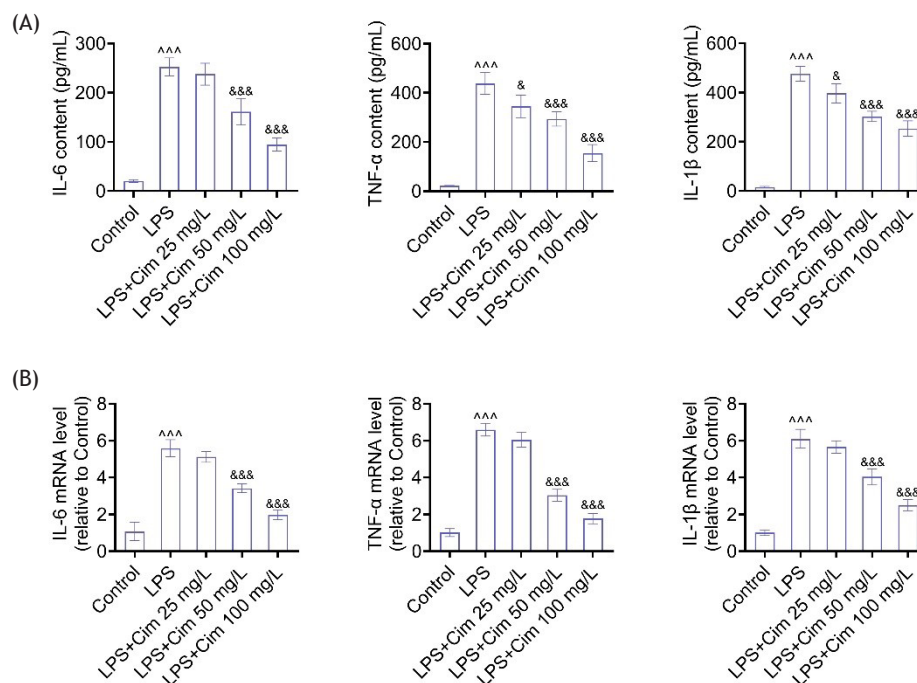 (A)
IL-6 content (pg/mL)
300
200
100
0
^^^
&&&
&&&
Control
LPS
LPS+Cim 25 mg/L
LPS+Cim 50 mg/L
LPS+Cim 100 mg/L
TNF-α content (pg/mL)
600
400
200
0
^^^
&
&&&
&&&
Control
LPS
LPS+Cim 25 mg/L
LPS+Cim 50 mg/L
LPS+Cim 100 mg/L
IL-1β content (pg/mL)
600
400
200
0
^^^
&
&&&
&&&
Control
LPS
LPS+Cim 25 mg/L
LPS+Cim 50 mg/L
LPS+Cim 100 mg/L
(B)
IL-6 mRNA level
(relative to Control)
8
6
4
2
0
^^^
&&&
&&&
Control
LPS
LPS+Cim 25 mg/L
LPS+Cim 50 mg/L
LPS+Cim 100 mg/L
TNF-α mRNA level
(relative to Control)
8
6
4
2
0
^^^
&&&
&&&
Control
LPS
LPS+Cim 25 mg/L
LPS+Cim 50 mg/L
LPS+Cim 100 mg/L
IL-1β mRNA level
(relative to Control)
8
6
4
2
0
^^^
&&&
&&&
Control
LPS
LPS+Cim 25 mg/L
LPS+Cim 50 mg/L
LPS+Cim 100 mg/L